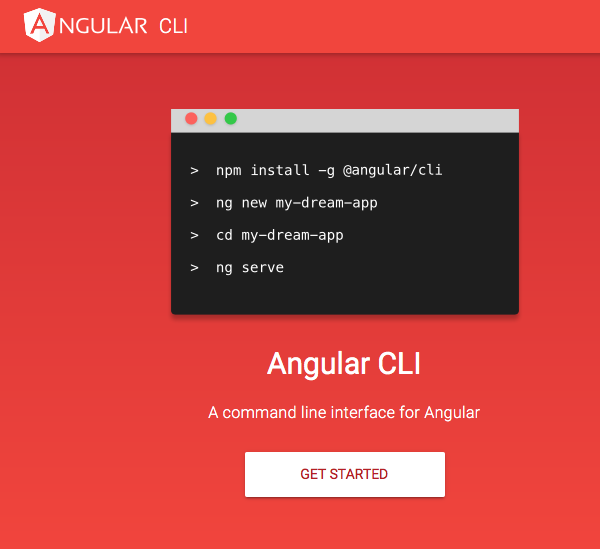 ANGULAR CLI
> npm install -g @angular/cli
> ng new my-dream-app
> cd my-dream-app
> ng serve
Angular CLI
A command line interface for Angular
GET STARTED